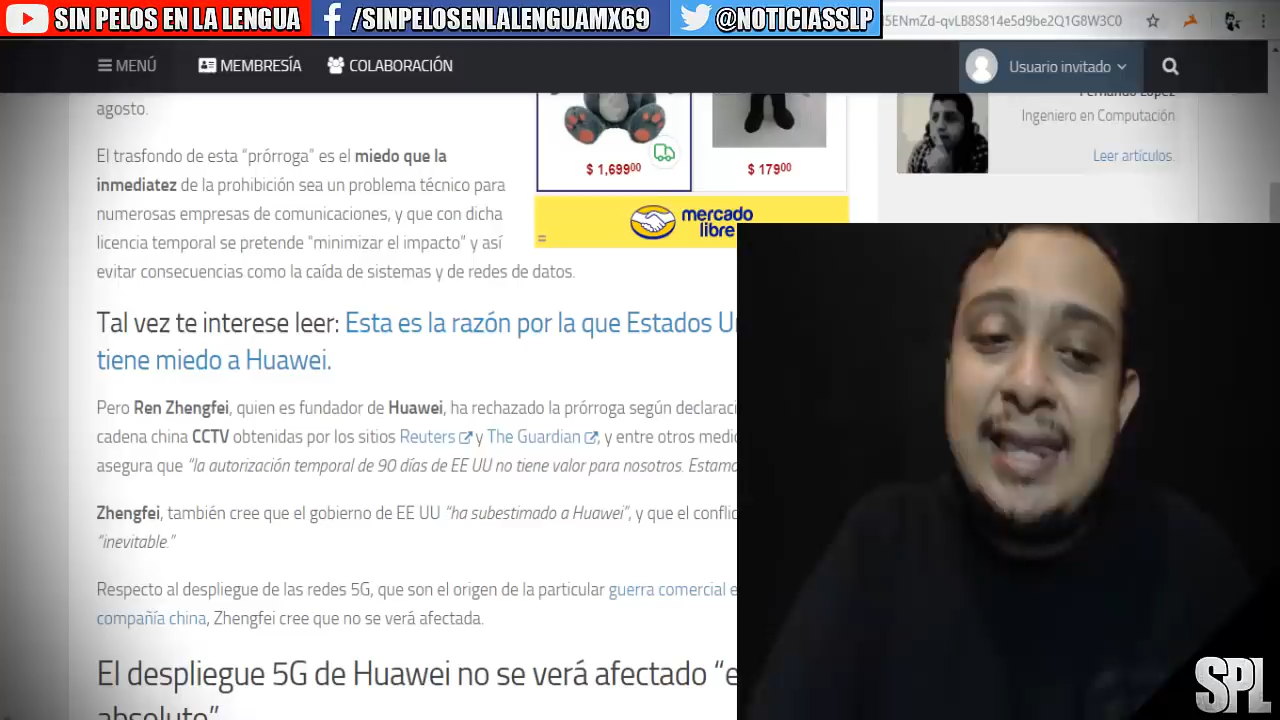 SIN PELOS EN LA LENGUA
/SINPELOSENLALENGUAMX69
@NOTICIASSLP
5ENmZd-qvLB8S814e5d9be2Q1G8W3C0
MENÚ
MEMBRESÍA
COLABORACIÓN
Usuario invitado
agosto.
El trasfondo de esta “prórroga” es el miedo que la
inmediatez de la prohibición sea un problema técnico para
numerosas empresas de comunicaciones, y que con dicha
licencia temporal se pretende “minimizar el impacto” y así
evitar consecuencias como la caída de sistemas y de redes de datos.
$ 1,699⁰⁰
$ 179⁰⁰
mercado
libre
Fernando López
Ingeniero en Computación
Leer artículos.
Tal vez te interese leer: Esta es la razón por la que Estados U
tiene miedo a Huawei.
Pero Ren Zhengfei, quien es fundador de Huawei, ha rechazado la prórroga según declaraci
cadena china CCTV obtenidas por los sitios Reuters y The Guardian, y entre otros medio
asegura que “la autorización temporal de 90 días de EE UU no tiene valor para nosotros. Estamo
Zhengfei, también cree que el gobierno de EE UU “ha subestimado a Huawei”, y que el conflic
“inevitable.”
Respecto al despliegue de las redes 5G, que son el origen de la particular guerra comercial e
compañía china, Zhengfei cree que no se verá afectada.
El despliegue 5G de Huawei no se verá afectado “e
absoluto”
SPL